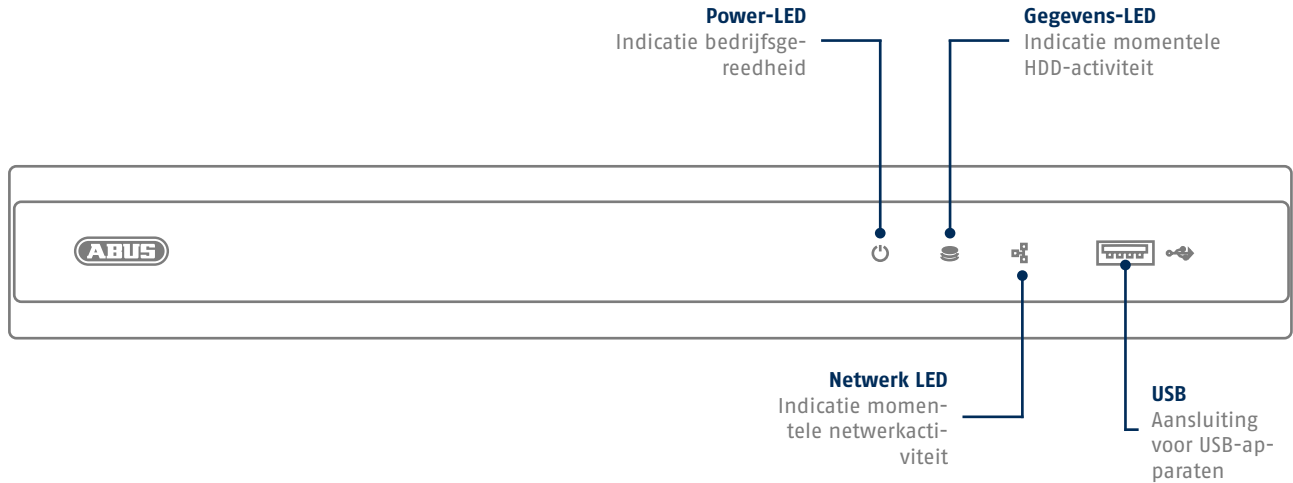 Power-LED
Indicatie bedrijfsge-
reedheid
Gegevens-LED
Indicatie momentele
HDD-activiteit
ABUS
Netwerk LED
Indicatie momen-
tele netwerkacti-
viteit
USB
Aansluiting
voor USB-ap-
paraten